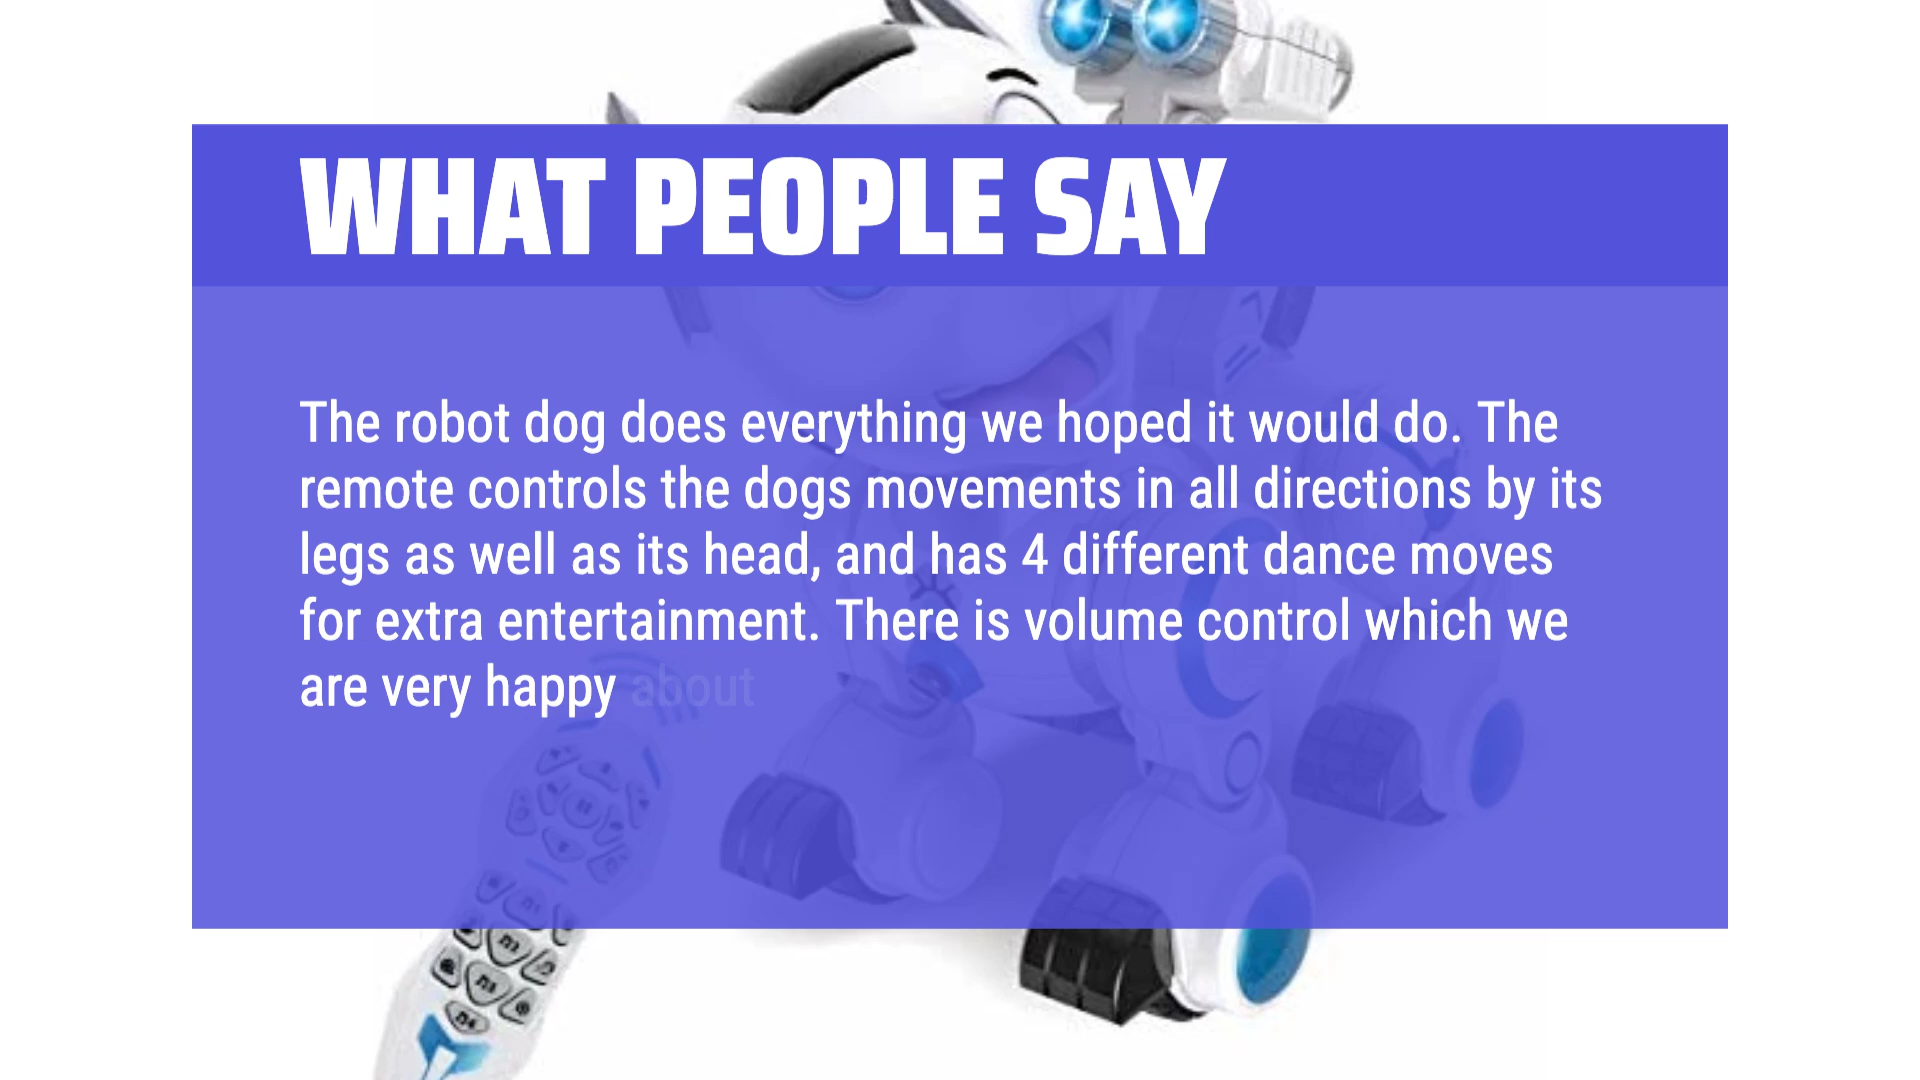 WHAT PEOPLE SAY
The robot dog does everything we hoped it would do. The
remote controls the dogs movements in all directions by its
legs as well as its head, and has 4 different dance moves
for extra entertainment. There is volume control which we
are very happy about